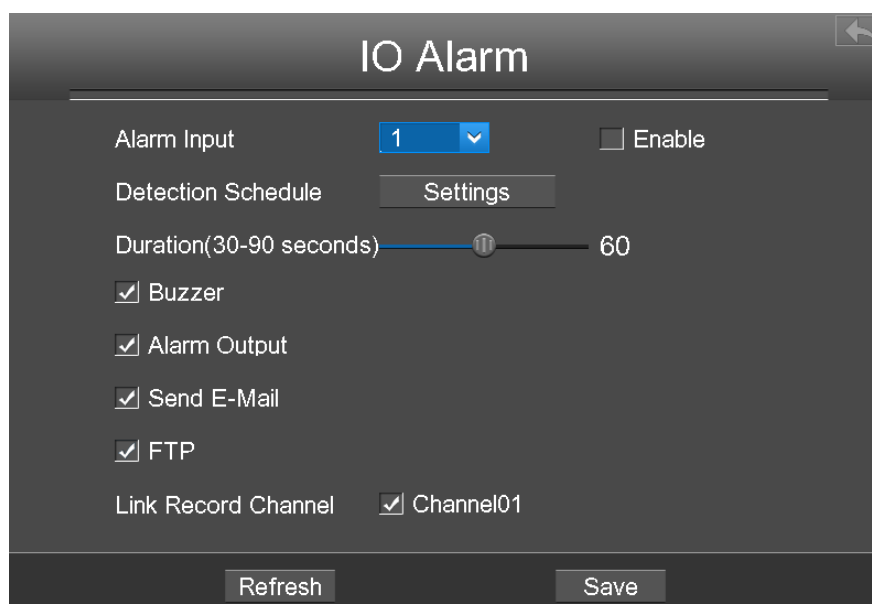 IO Alarm
Alarm Input 1 Enable
Detection Schedule Settings
Duration(30-90 seconds) 60
Buzzer
Alarm Output
Send E-Mail
FTP
Link Record Channel Channel01
Refresh Save